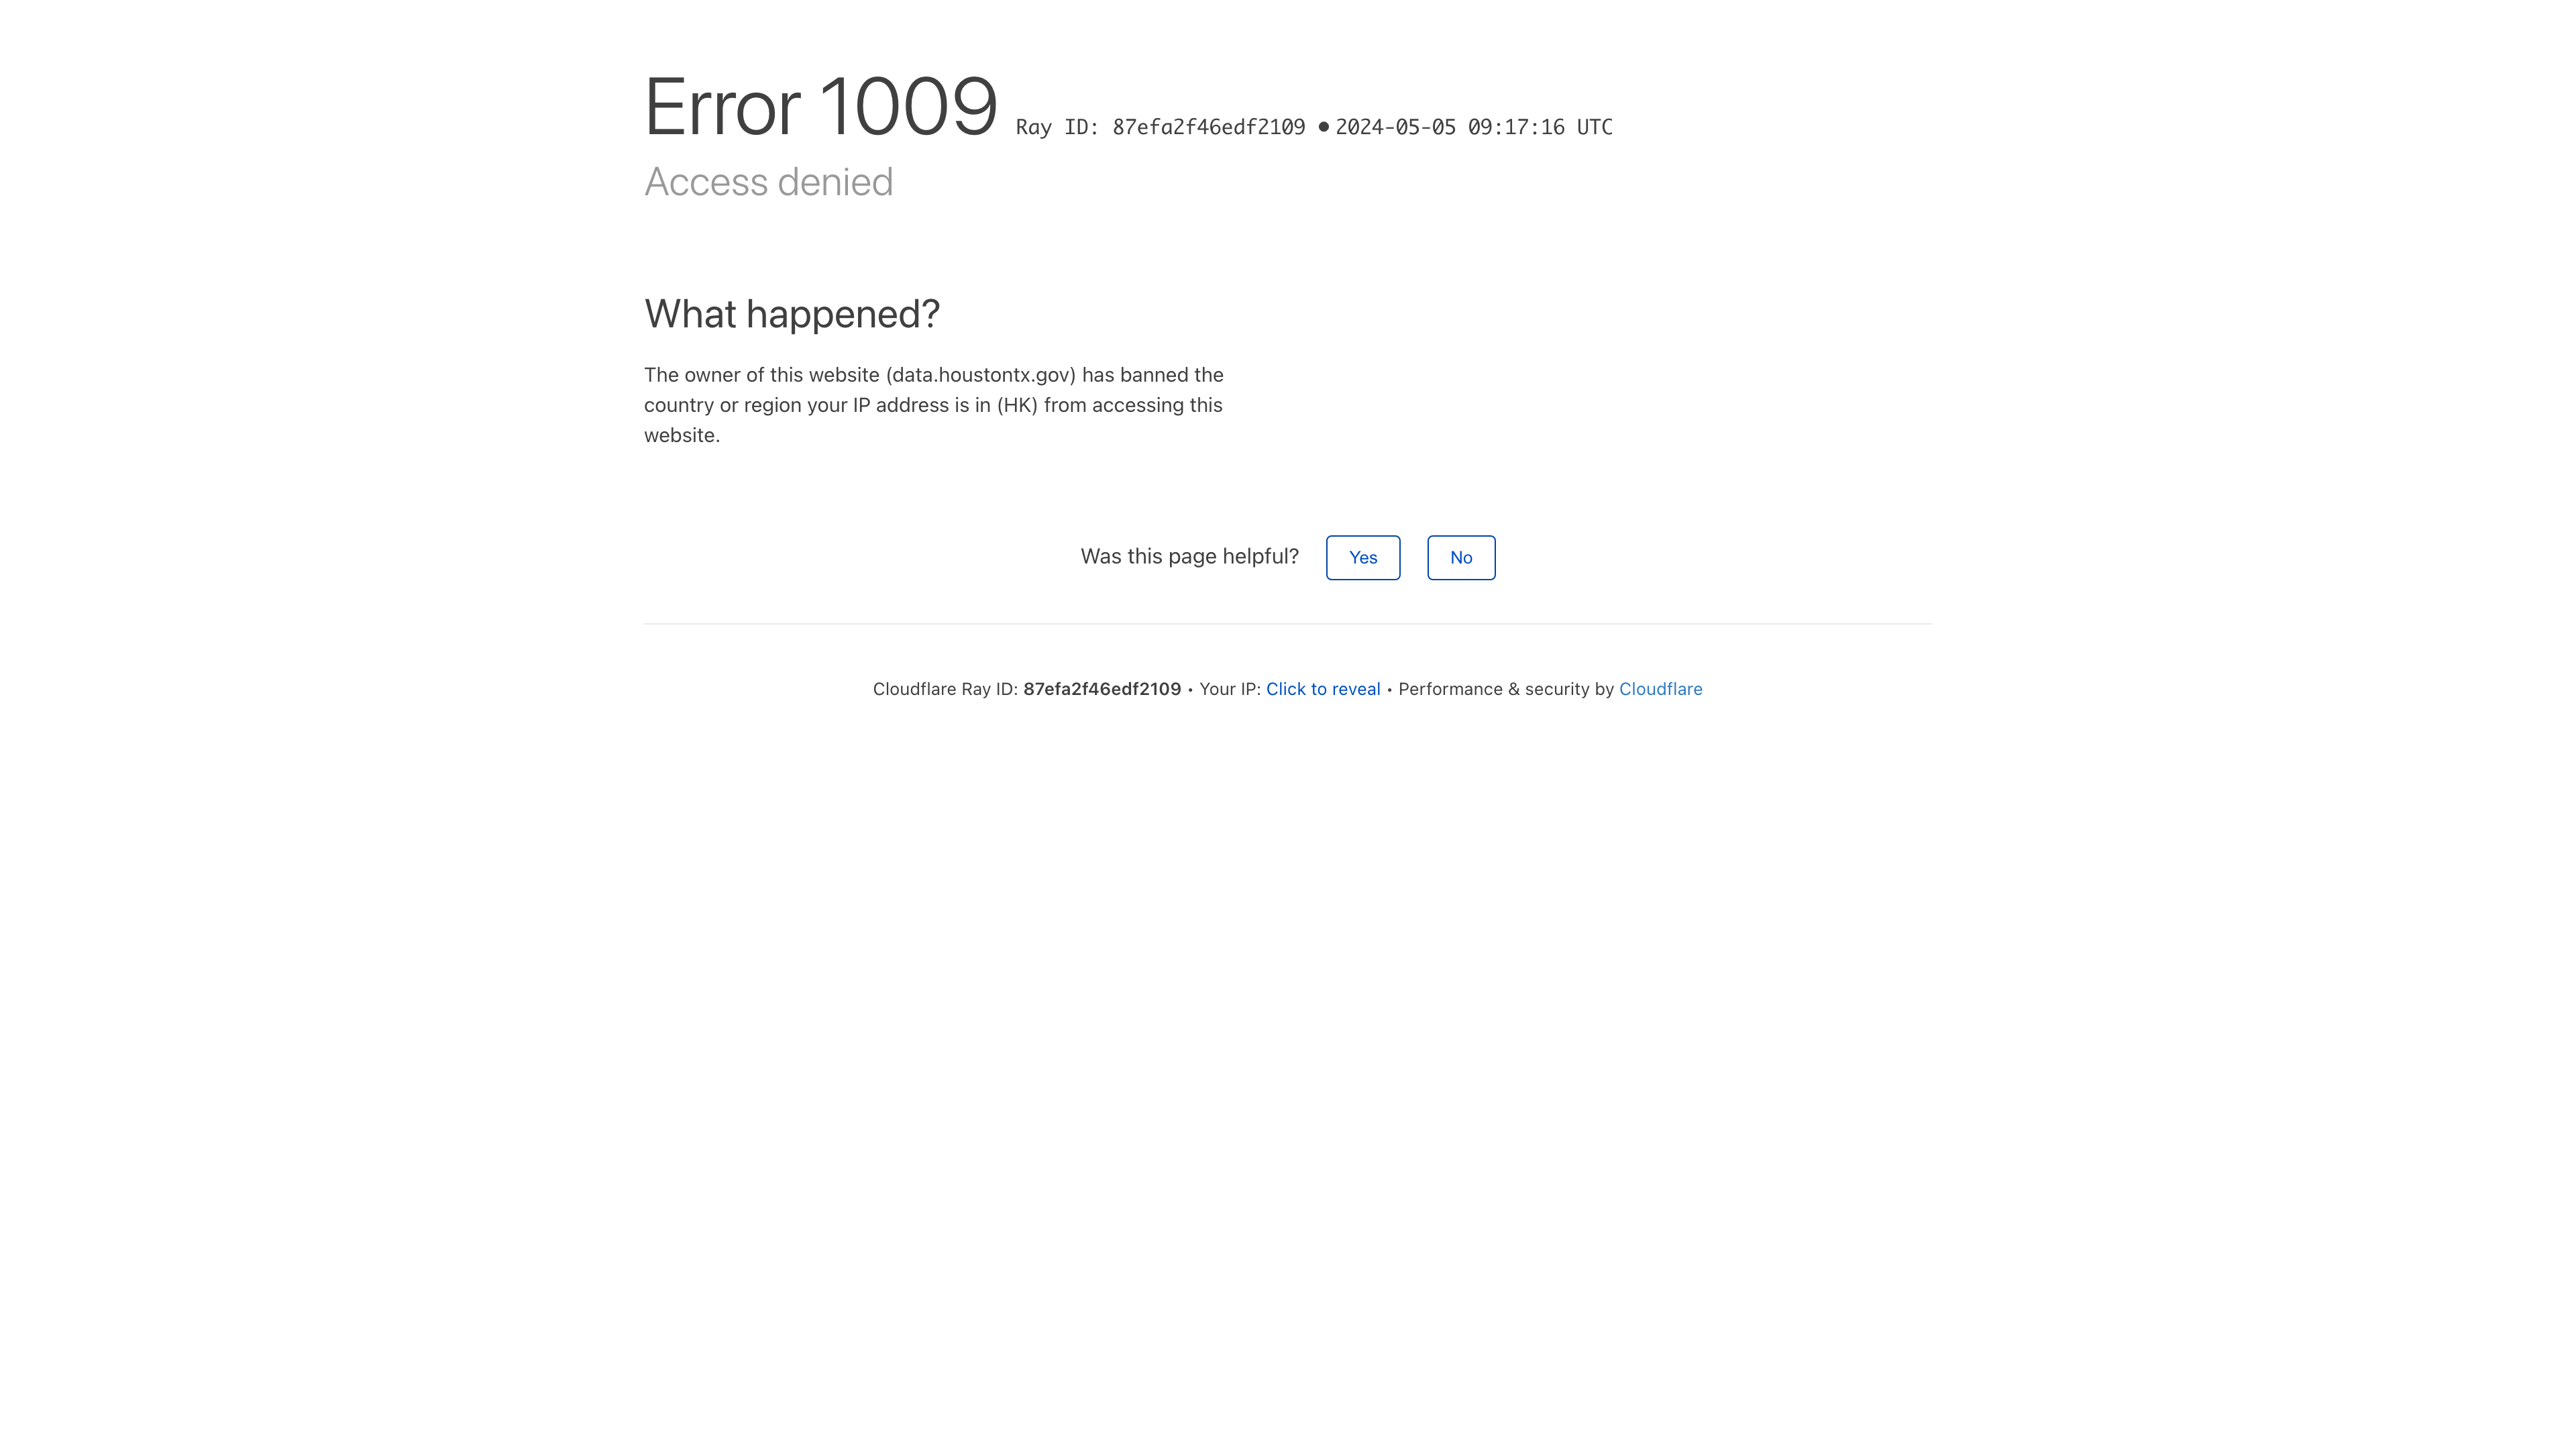 Error 1009 Ray ID: 87efa2f46edf2109 • 2024-05-05 09:17:16 UTC
Access denied
What happened?
The owner of this website (data.houstontx.gov) has banned the
country or region your IP address is in (HK) from accessing this
website.
Was this page helpful? Yes No
Cloudflare Ray ID: 87efa2f46edf2109 • Your IP: Click to reveal • Performance & security by Cloudflare